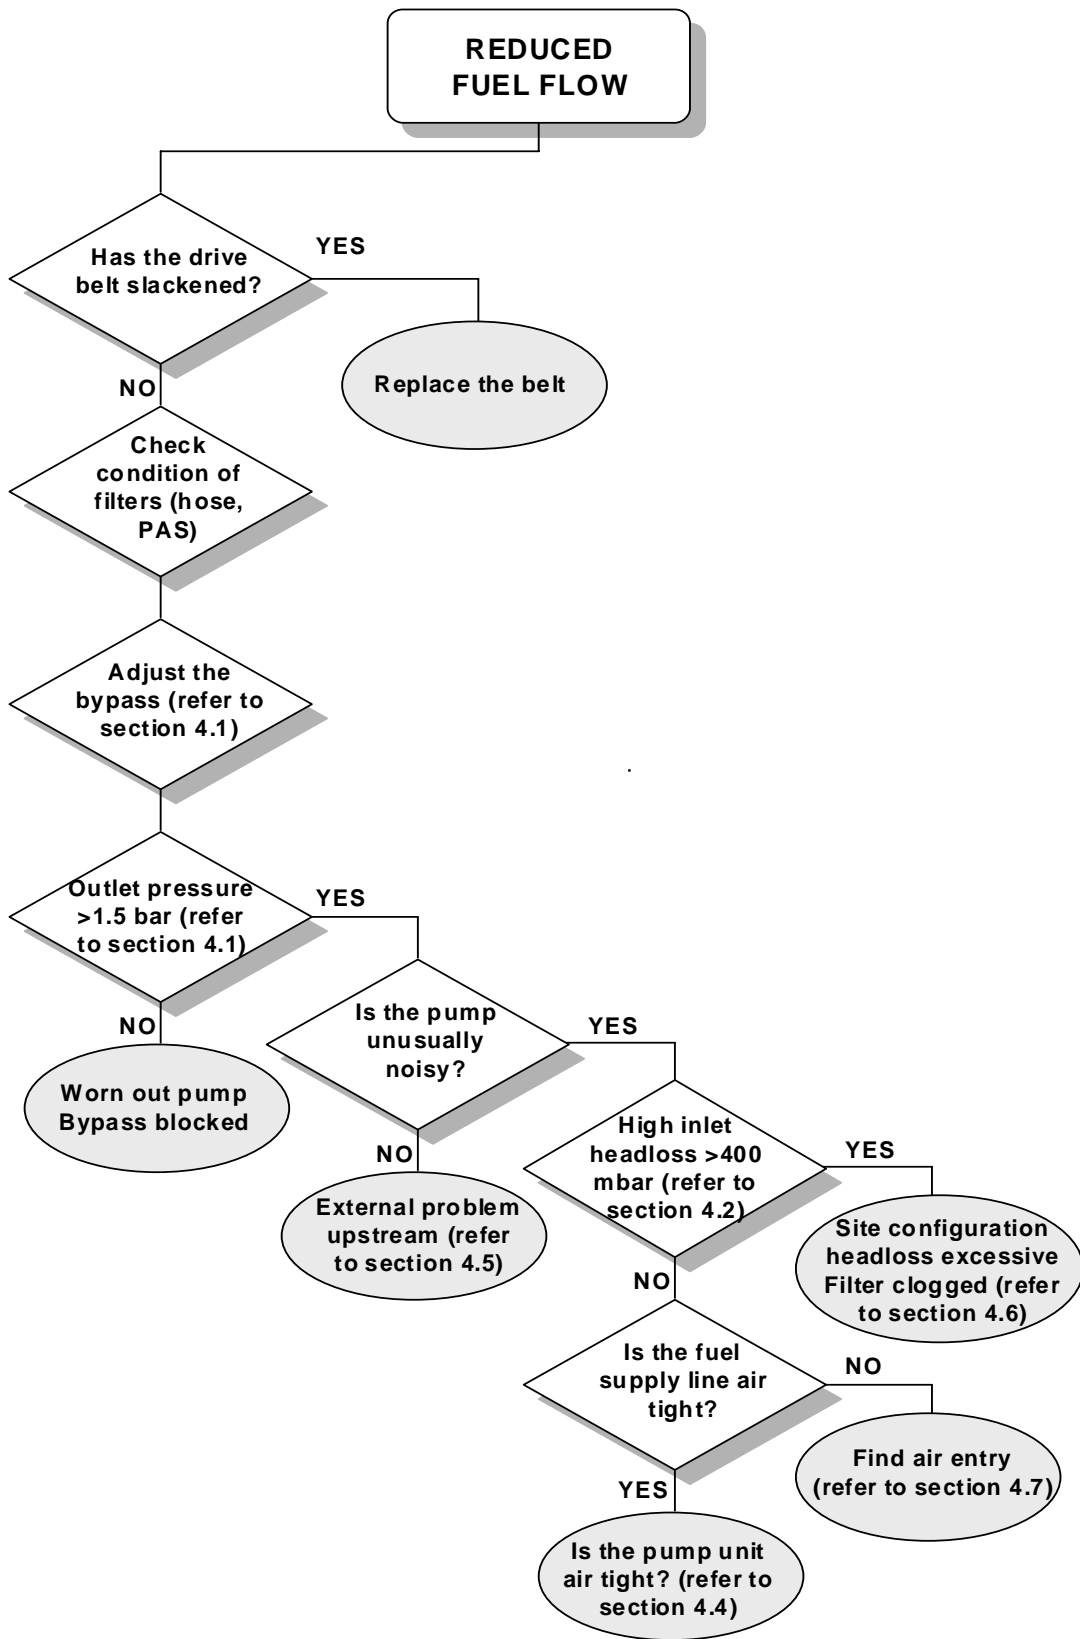 REDUCED
FUEL FLOW
Has the drive
belt slackened?
YES
Replace the belt
NO
Check
condition of
filters (hose,
PAS)
Adjust the
bypass (refer to
section 4.1)
Outlet pressure
>1.5 bar (refer
to section 4.1)
YES
NO
Worn out pump
Bypass blocked
Is the pump
unusually
noisy?
YES
NO
External problem
upstream (refer
to section 4.5)
High inlet
headloss >400
mbar (refer to
section 4.2)
YES
Site configuration
headloss excessive
Filter clogged (refer
to section 4.6)
NO
Is the fuel
supply line air
tight?
NO
Find air entry
(refer to section 4.7)
YES
Is the pump unit
air tight? (refer to
section 4.4)